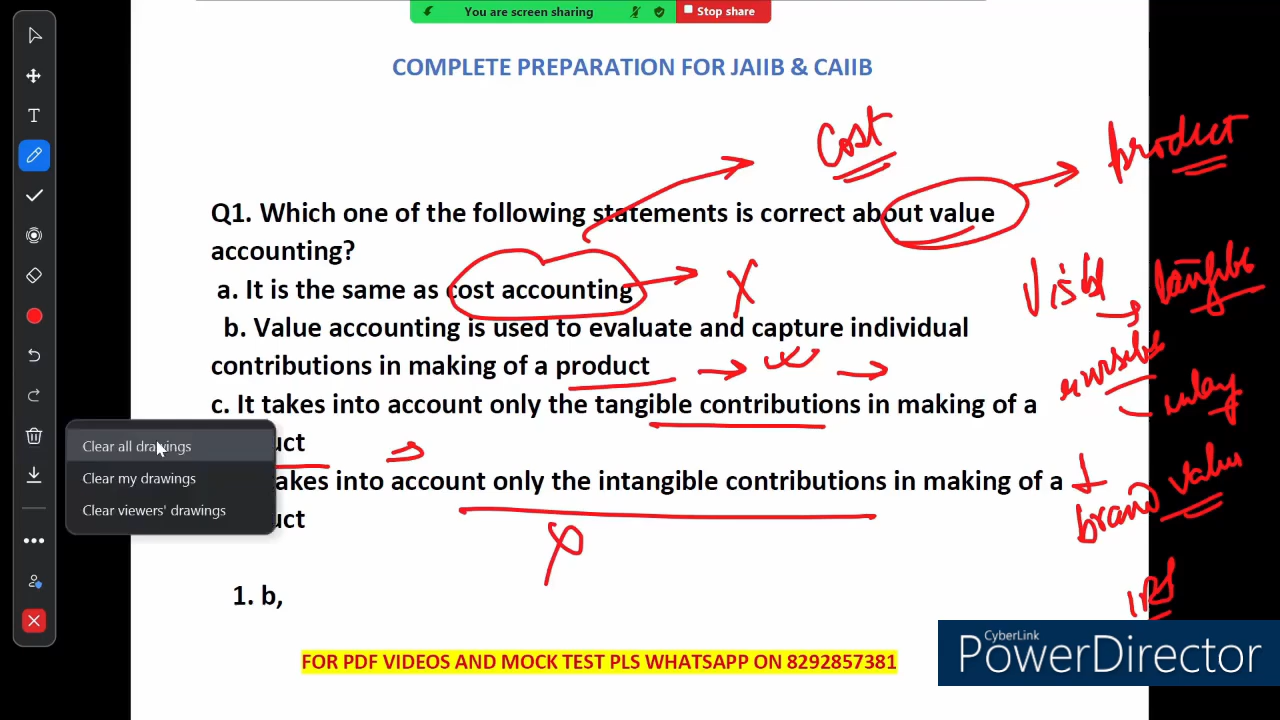 You are screen sharing
Stop share
COMPLETE PREPARATION FOR JAIIB & CAIIB
Cost
product
Q1. Which one of the following statements is correct about value
accounting?
a. It is the same as cost accounting
X
b. Value accounting is used to evaluate and capture individual
contributions in making of a product
c. It takes into account only the tangible contributions in making of a
uct
akes into account only the intangible contributions in making of a
uct
brand value
Clear all drawings
Clear my drawings
Clear viewers' drawings
1. b,
FOR PDF VIDEOS AND MOCK TEST PLS WHATSAPP ON 8292857381
CyberLink
PowerDirector
T